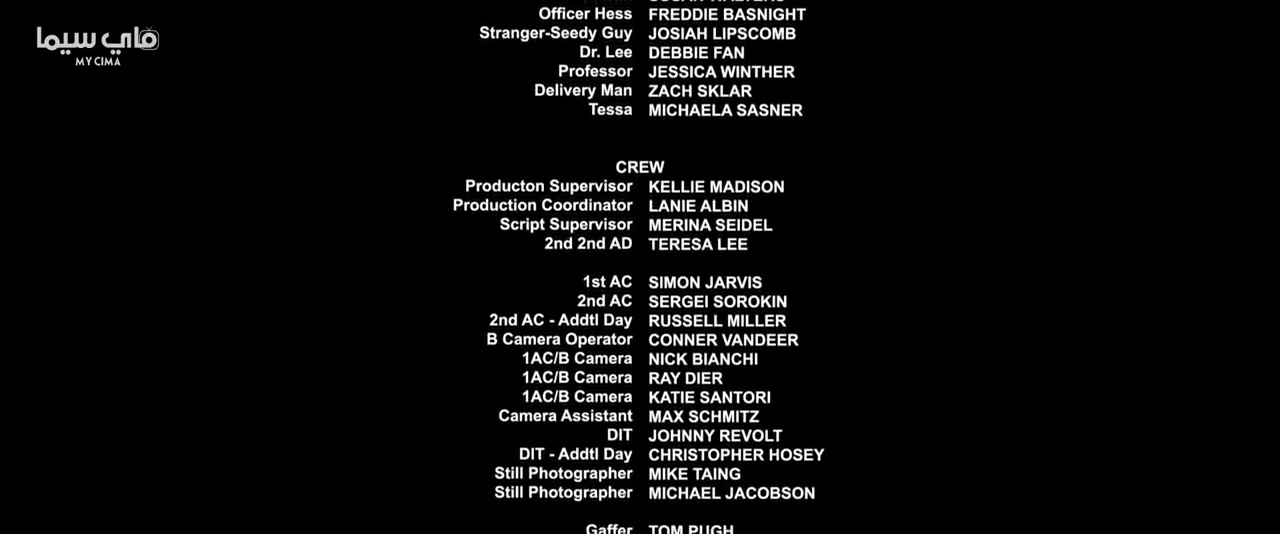 ماي سيما
MY CIMA
Officer Hess FREDDIE BASNIGHT
Stranger-Seedy Guy JOSIAH LIPSCOMB
Dr. Lee DEBBIE FAN
Professor JESSICA WINTHER
Delivery Man ZACH SKLAR
Tessa MICHAELA SASNER
CREW
Producton Supervisor KELLIE MADISON
Production Coordinator LANIE ALBIN
Script Supervisor MERINA SEIDEL
2nd 2nd AD TERESA LEE
1st AC SIMON JARVIS
2nd AC SERGEI SOROKIN
2nd AC - Addtl Day RUSSELL MILLER
B Camera Operator CONNER VANDEER
1AC/B Camera NICK BIANCHI
1AC/B Camera RAY DIER
1AC/B Camera KATIE SANTORI
Camera Assistant MAX SCHMITZ
DIT JOHNNY REVOLT
DIT - Addtl Day CHRISTOPHER HOSEY
Still Photographer MIKE TAING
Still Photographer MICHAEL JACOBSON
Gaffer TOM PUGH